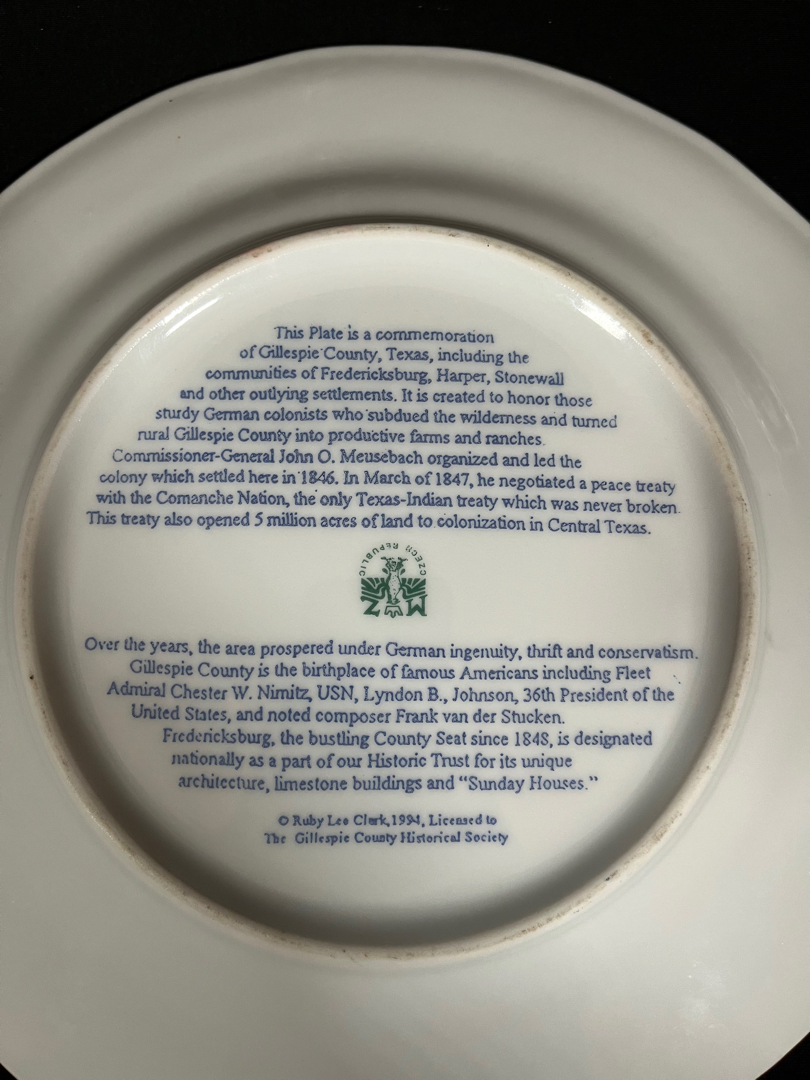 This Plate is a commemoration
of Gillespie County, Texas, including the
communities of Fredericksburg, Harper, Stonewall
and other outlying settlements. It is created to honor those
sturdy German colonists who subdued the wilderness and turned
rural Gillespie County into productive farms and ranches.
Commissioner-General John O. Meusebach organized and led the
colony which settled here in 1846. In March of 1847, he negotiated a peace treaty
with the Comanche Nation, the only Texas-Indian treaty which was never broken.
This treaty also opened 5 million acres of land to colonization in Central Texas.
CZECH REPUBLIC
M Z
Over the years, the area prospered under German ingenuity, thrift and conservatism.
Gillespie County is the birthplace of famous Americans including Fleet
Admiral Chester W. Nimitz, USN, Lyndon B., Johnson, 36th President of the
United States, and noted composer Frank van der Stucken.
Fredericksburg, the bustling County Seat since 1848, is designated
nationally as a part of our Historic Trust for its unique
architecture, limestone buildings and “Sunday Houses.”
© Ruby Lee Clark, 1994, Licensed to
The Gillespie County Historical Society